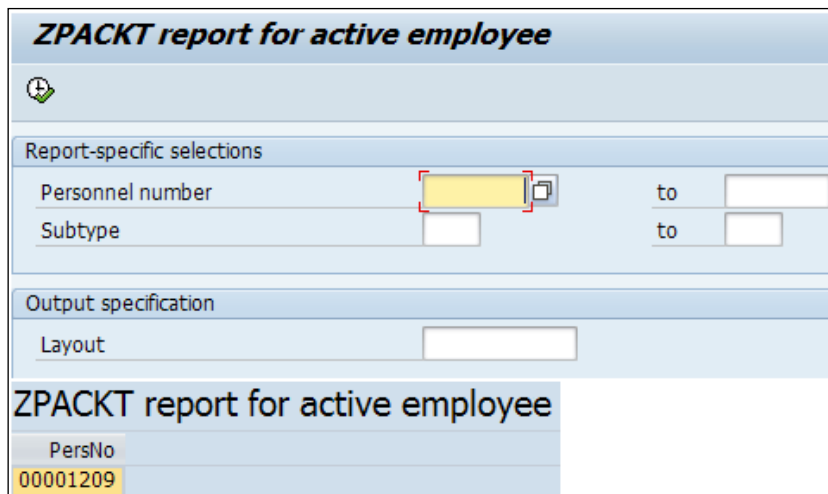 ZPACKT report for active employee
Report-specific selections
Personnel number to
Subtype to
Output specification
Layout
ZPACKT report for active employee
PersNo
00001209